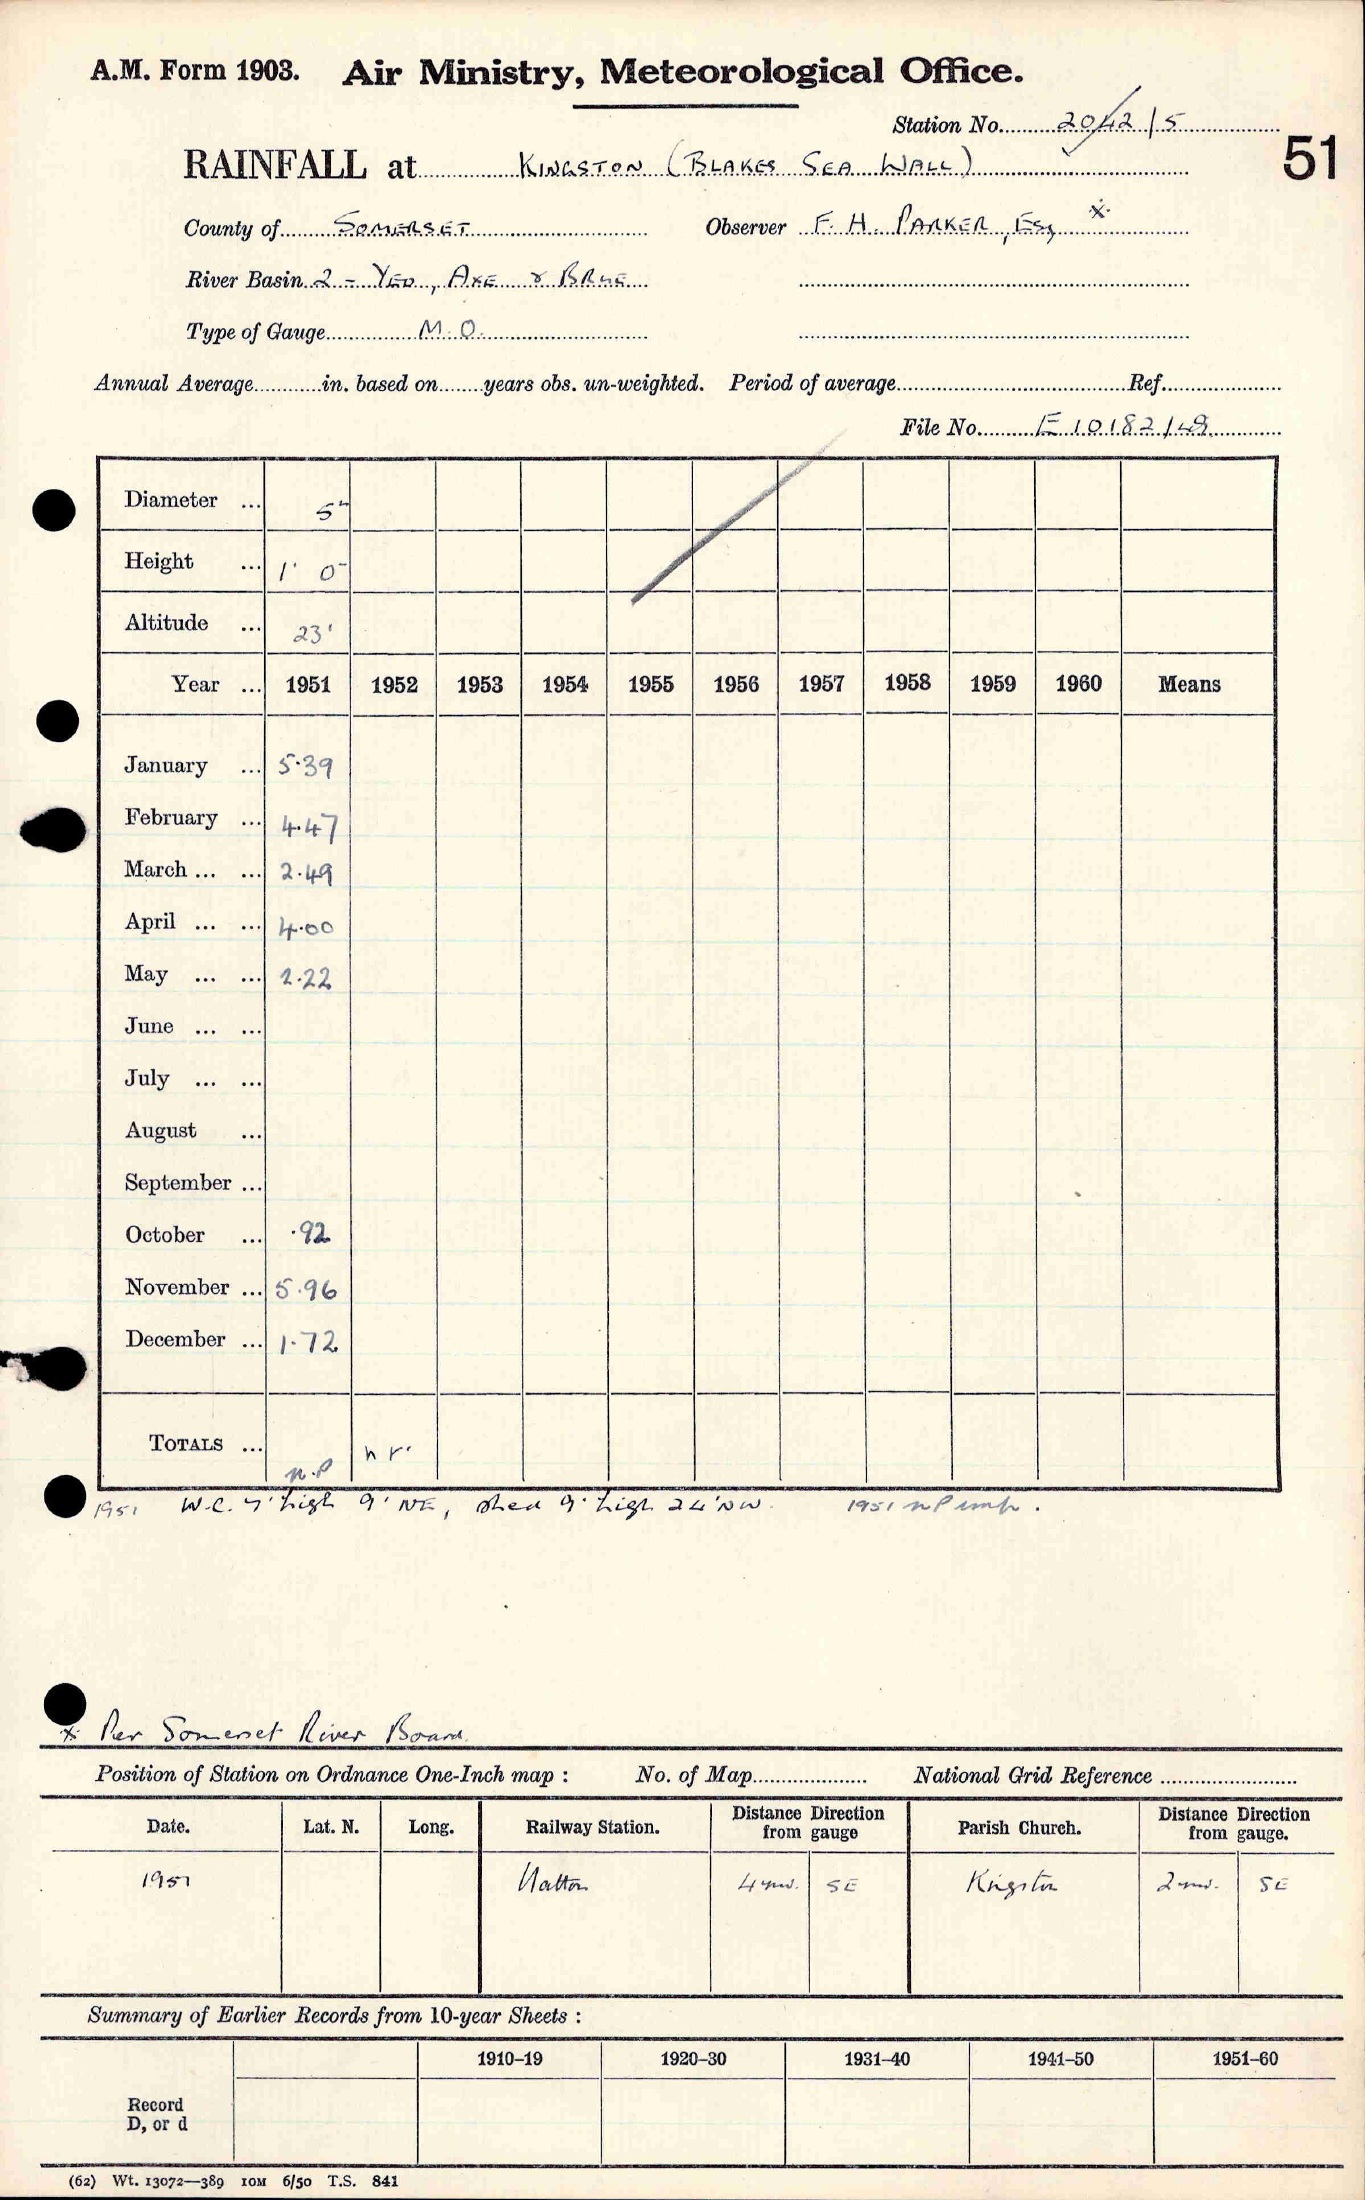 A.M. Form 1903. Air Ministry, Meteorological Office.
Station No. 2042/5
51
RAINFALL at KINGSTON (BLAKES SEA WALL)
County of SOMERSET Observer F. H. PARKER, Esq *
River Basin 2 - YEO, AXE & BRUE
Type of Gauge M.O.
Annual Average in. based on years obs. un-weighted. Period of average Ref.
File No. E 10182/49
Diameter ... 5"
Height ... 1' 0"
Altitude ... 23'
Year ... 1951 1952 1953 1954 1955 1956 1957 1958 1959 1960 Means
January ... 5.39
February ... 4.47
March ... ... 2.49
April ... ... 4.00
May ... ... 2.22
June ... ...
July ... ...
August ...
September ...
October ... .92
November ... 5.96
December ... 1.72
TOTALS ... n.P nr.
1951 W.C. 7' high 9' NE, shed 9' high 24' NW. 1951 nP
* Per Somerset River Board.
Position of Station on Ordnance One-Inch map : No. of Map National Grid Reference
Date. Lat. N. Long. Railway Station. Distance Direction from gauge Parish Church. Distance Direction from gauge.
1951 4 SE Kingston 2 SE
Summary of Earlier Records from 10-year Sheets :
1910–19 1920–30 1931–40 1941–50 1951–60
Record
D, or d
(62) Wt. 13072—389 10M 6/50 T.S. 841